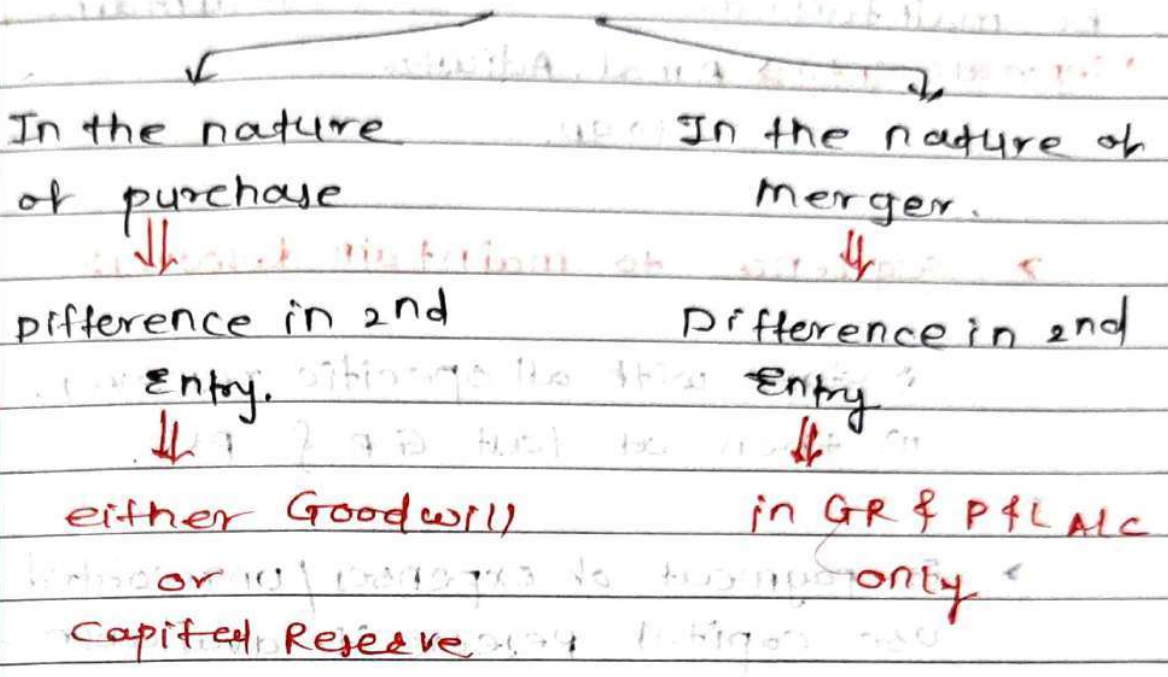 In the nature
of purchase
Difference in 2nd
Entry.
either Goodwill
or
Capital Reserve
In the nature of
merger.
Difference in 2nd
Entry
in GR & P&L A/c
only